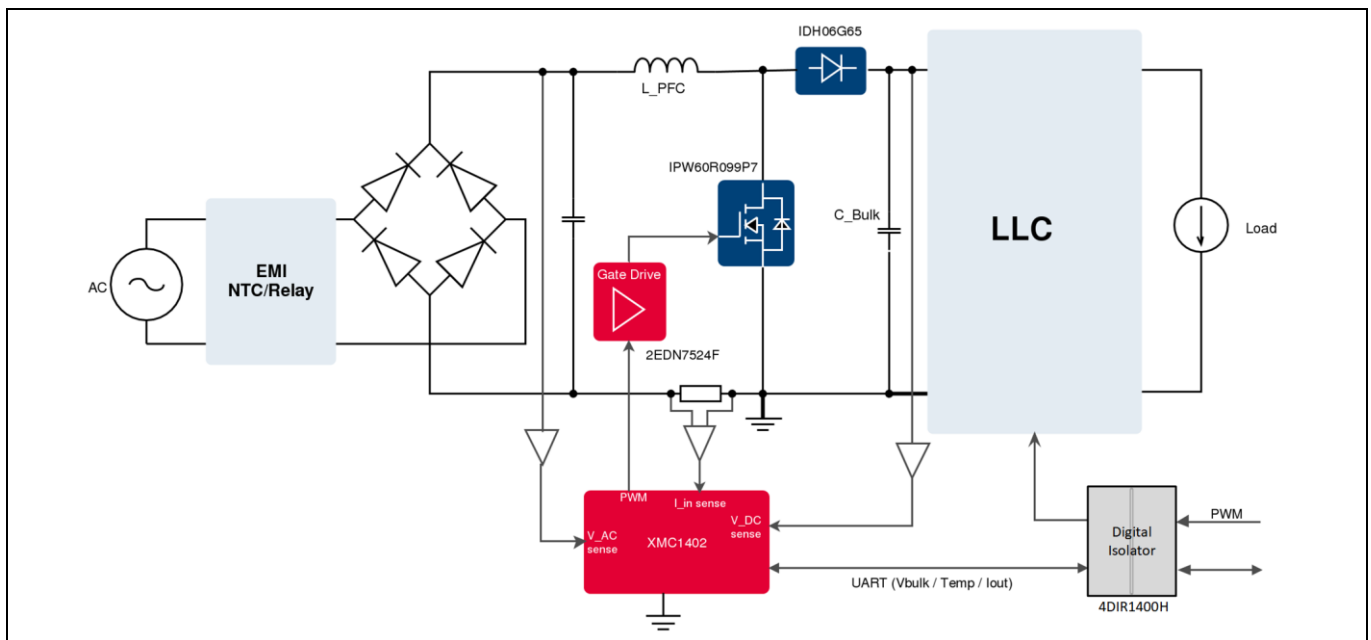 IDH06G65
L_PFC
IPW60R099P7
C_Bulk
LLC
Load
EMI
NTC/Relay
AC
Gate Drive
2EDN7524F
PWM
I_in sense
V_DC
sense
V_AC
sense
XMC1402
PWM
Digital
Isolator
UART (Vbulk / Temp / Iout)
4DIR1400H